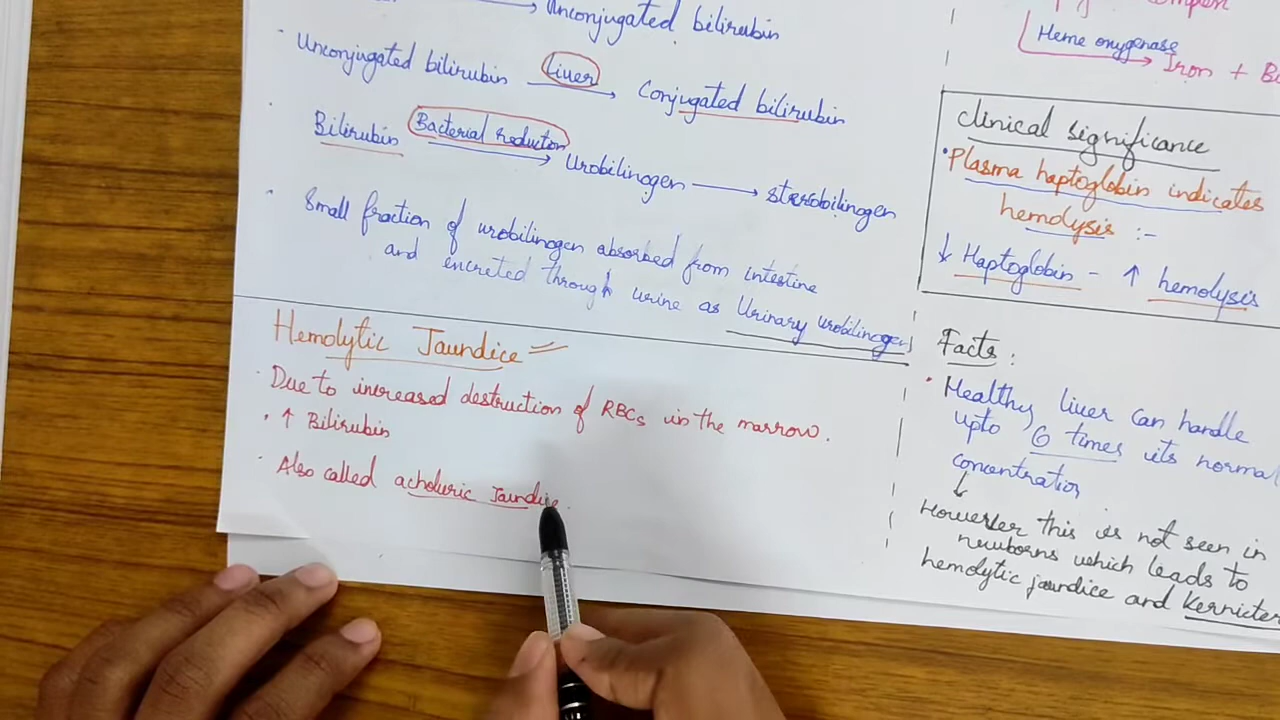 Unconjugated bilirubin
Unconjugated bilirubin Liver Conjugated bilirubin
Bilirubin Bacterial reduction Urobilinogen stercobilinogen
Small fraction of urobilinogen absorbed from intestine
and excreted through urine as Urinary urobilinogen
Hemolytic Jaundice
Due to increased destruction of RBCs in the marrow.
↑ Bilirubin
Also called acholuric Jaundice.
Heme oxygenase
Iron +
Clinical significance
Plasma haptoglobin indicates
hemolysis :-
↓ Haptoglobin - ↑ hemolysis
Facts :
Healthy liver can handle
upto 6 times its normal
concentration
↓
However this is not seen in
newborns which leads to
hemolytic jaundice and